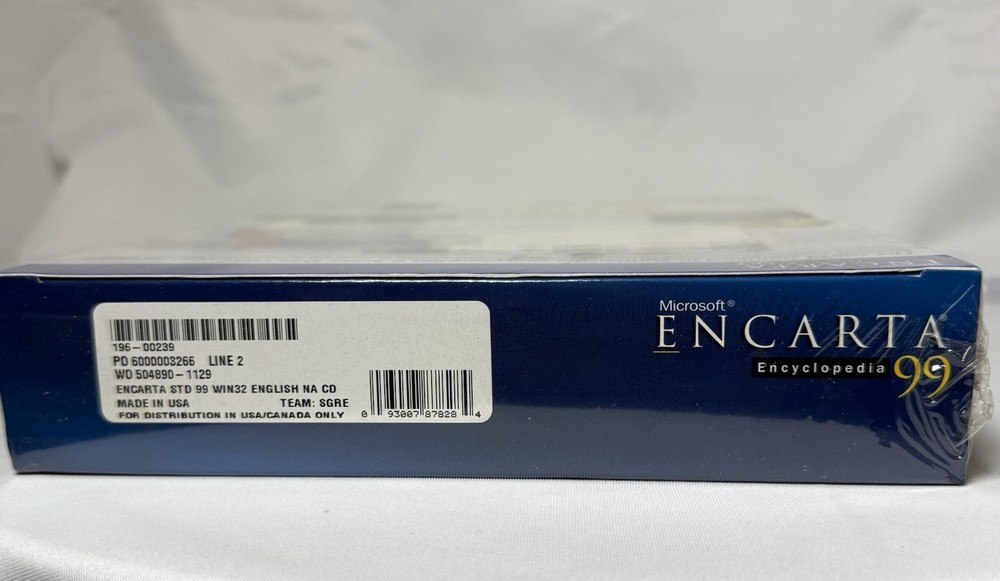 196-00239
PO 6000003266 LINE 2
WO 504890-1129
ENCARTA STD 99 WIN32 ENGLISH NA CD
MADE IN USA TEAM: SGRE
FOR DISTRIBUTION IN USA/CANADA ONLY
0 93007 87828 4
Microsoft®
ENCARTA®
Encyclopedia 99